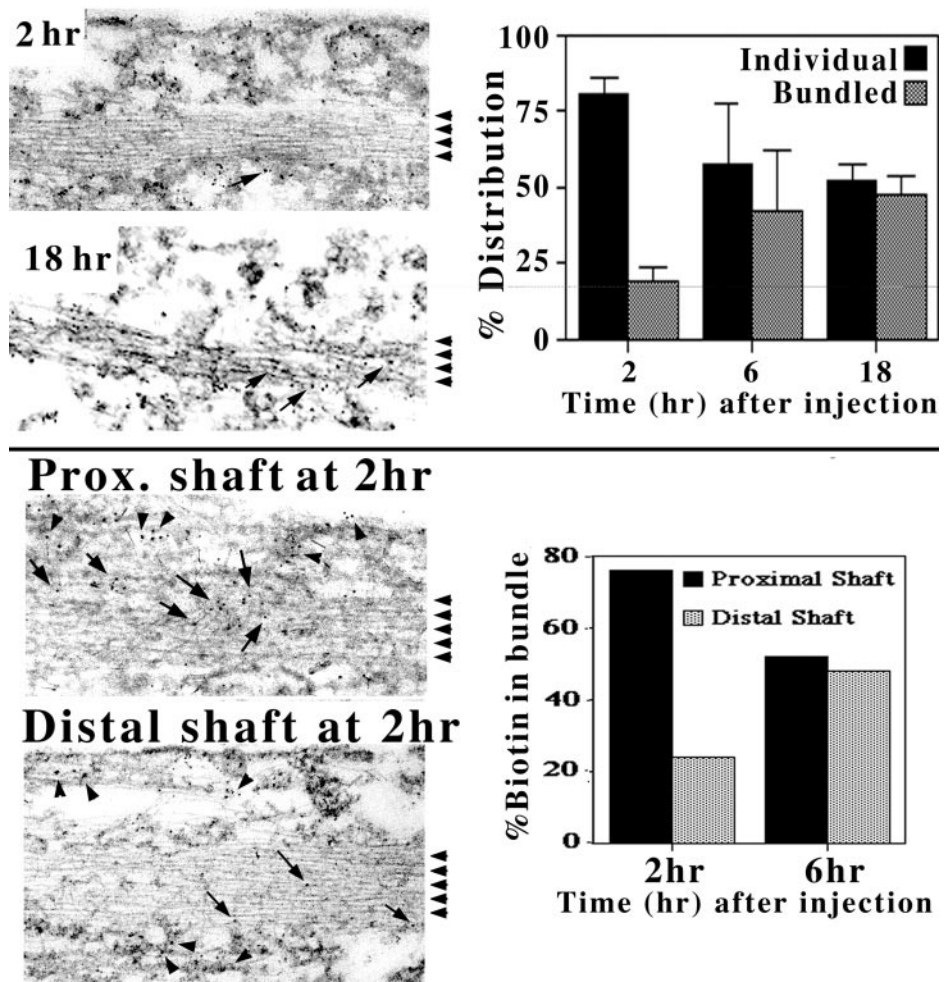 2 hr
18 hr
100
75
50
25
0
% Distribution
Individual
Bundled
2 6 18
Time (hr) after injection
Prox. shaft at 2hr
Distal shaft at 2hr
80
60
40
20
0
%Biotin in bundle
Proximal Shaft
Distal Shaft
2hr 6hr
Time (hr) after injection